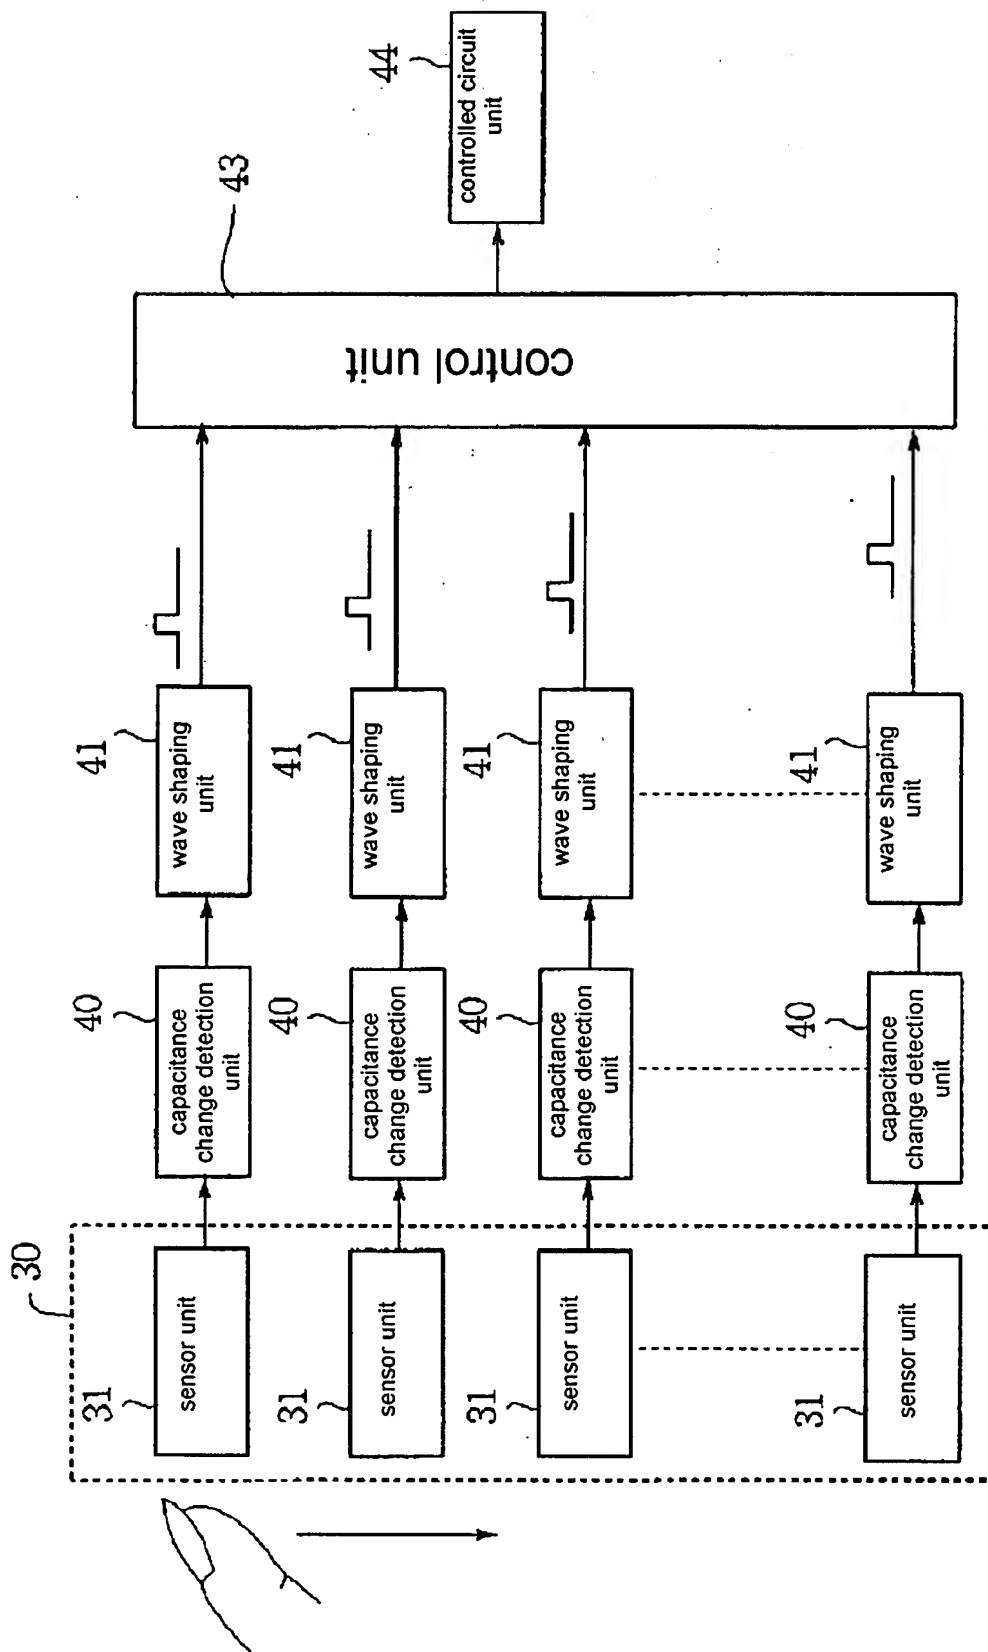 30
31
sensor unit
40
capacitance
change detection
unit
41
wave shaping
unit
31
sensor unit
40
capacitance
change detection
unit
41
wave shaping
unit
31
sensor unit
40
capacitance
change detection
unit
41
wave shaping
unit
31
sensor unit
40
capacitance
change detection
unit
41
wave shaping
unit
43
control unit
44
controlled circuit
unit